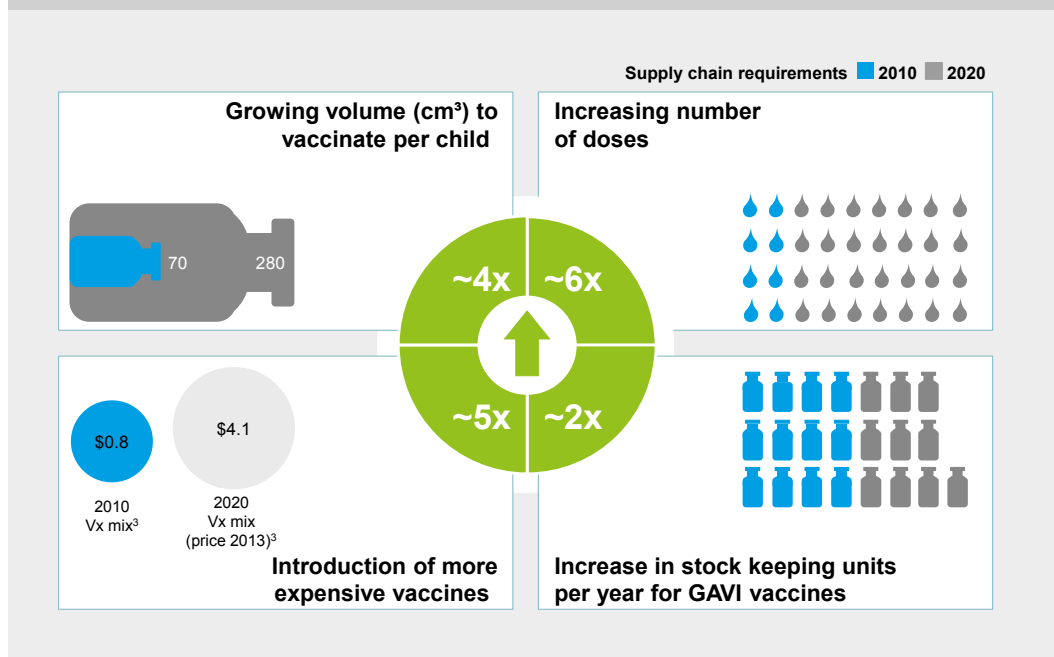 Supply chain requirements 2010 2020
Growing volume (cm³) to
vaccinate per child
70
280
Increasing number
of doses
~4x
~6x
~5x
~2x
$0.8
$4.1
2010
Vx mix³
2020
Vx mix
(price 2013)³
Introduction of more
expensive vaccines
Increase in stock keeping units
per year for GAVI vaccines